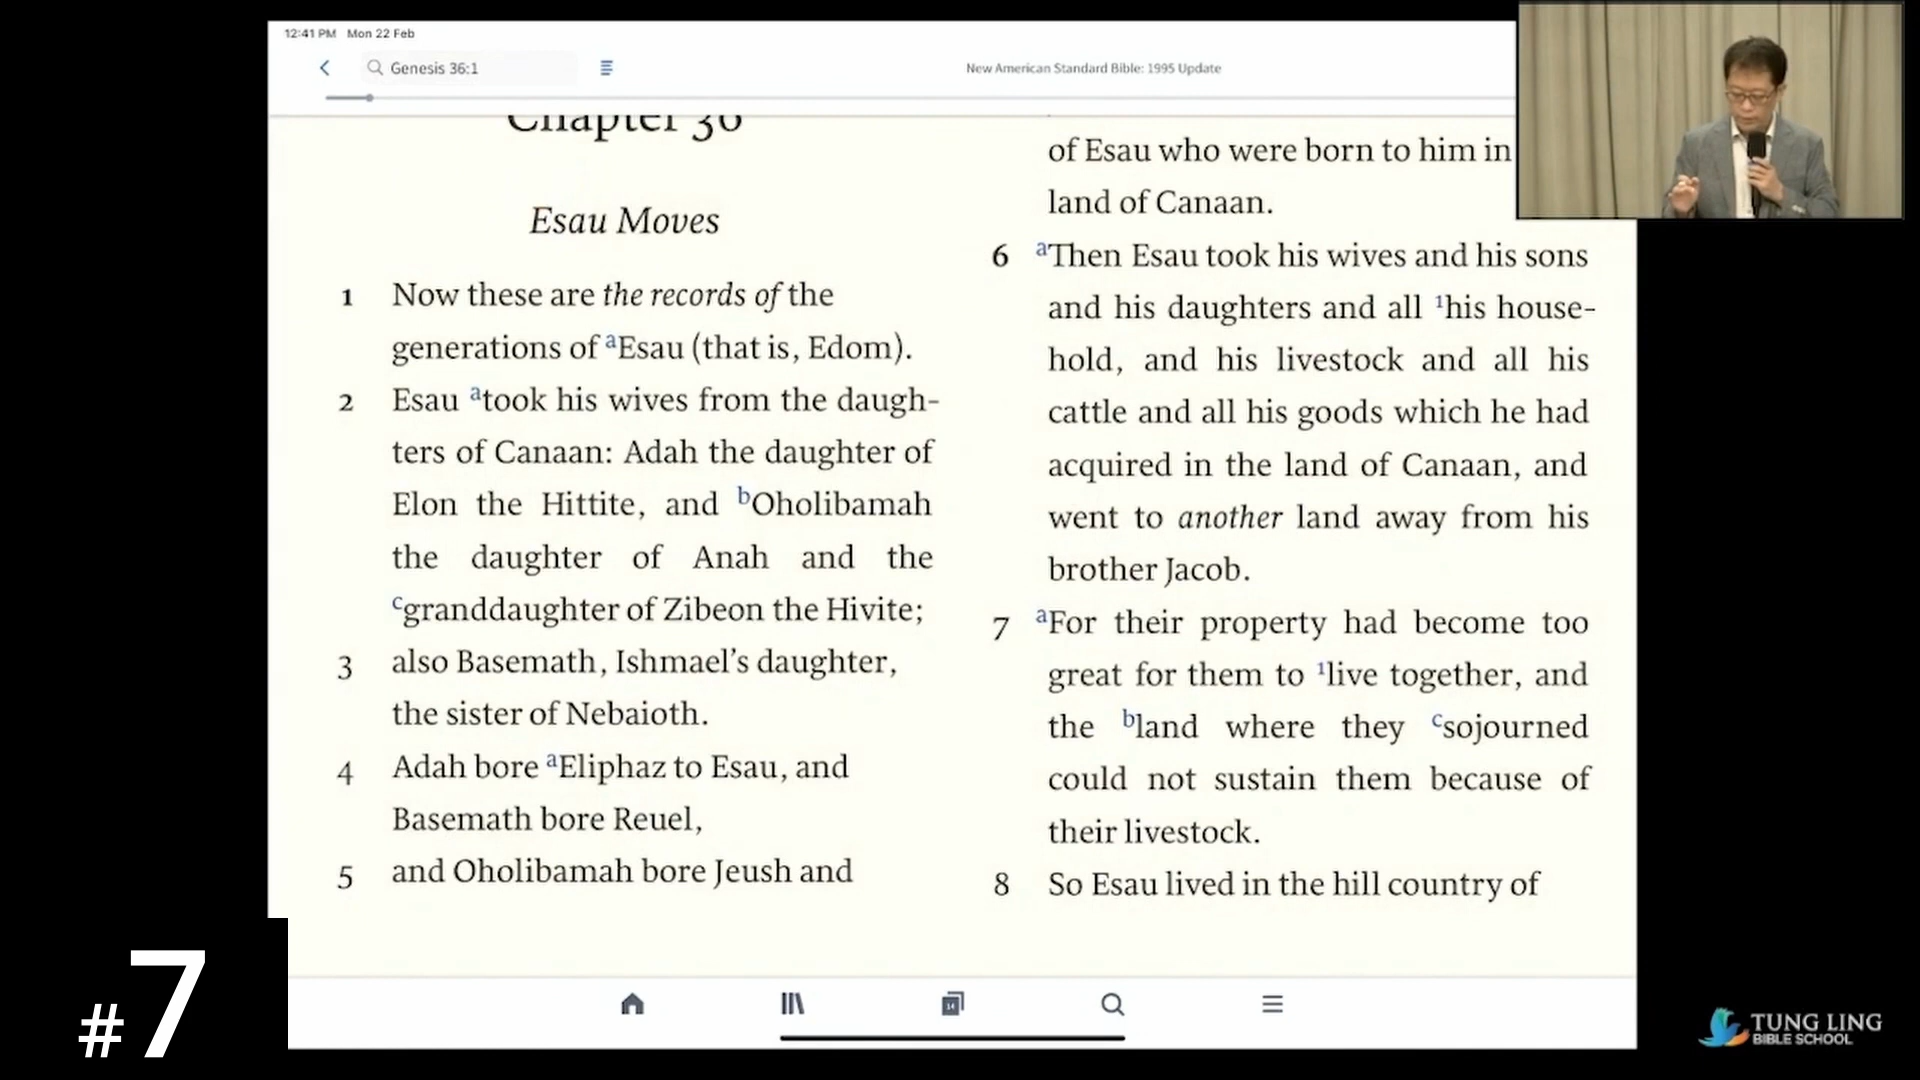 12:41 PM Mon 22 Feb
Genesis 36:1
New American Standard Bible: 1995 Update
Chapter 36
Esau Moves
1 Now these are the records of the
generations of aEsau (that is, Edom).
2 Esau atook his wives from the daugh-
ters of Canaan: Adah the daughter of
Elon the Hittite, and bOholibamah
the daughter of Anah and the
cgranddaughter of Zibeon the Hivite;
3 also Basemath, Ishmael’s daughter,
the sister of Nebaioth.
4 Adah bore aEliphaz to Esau, and
Basemath bore Reuel,
5 and Oholibamah bore Jeush and
of Esau who were born to him in
land of Canaan.
6 aThen Esau took his wives and his sons
and his daughters and all 1his house-
hold, and his livestock and all his
cattle and all his goods which he had
acquired in the land of Canaan, and
went to another land away from his
brother Jacob.
7 aFor their property had become too
great for them to 1live together, and
the bland where they csojourned
could not sustain them because of
their livestock.
8 So Esau lived in the hill country of
14
#7
TUNG LING
BIBLE SCHOOL